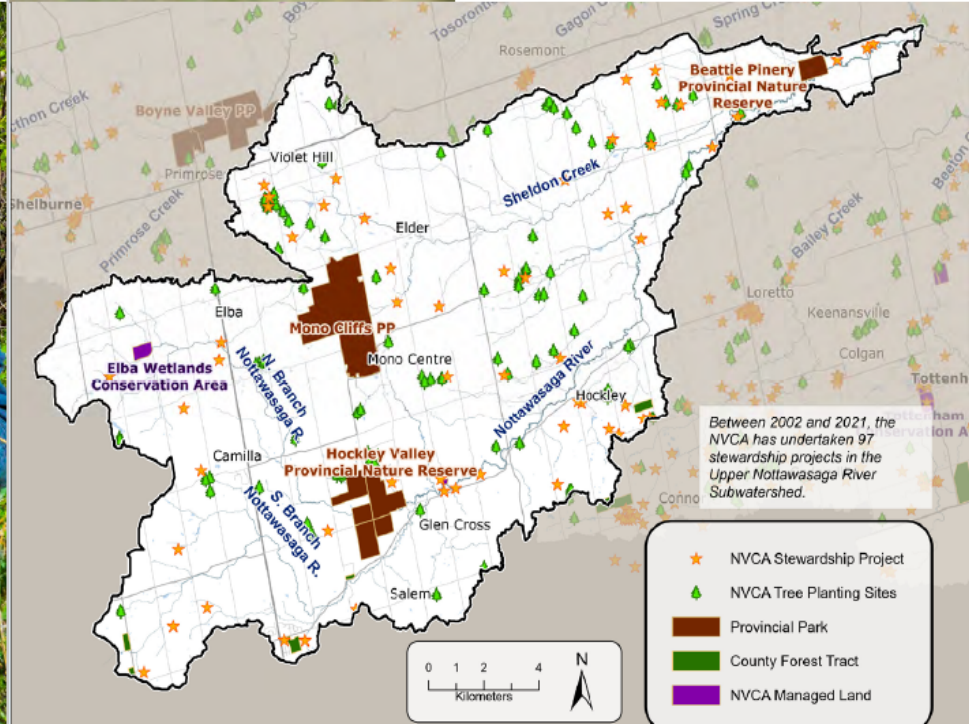 Tosorontio
Gagon Creek
Spring Creek
Rosemont
Boyne Valley PP
Primrose
Shelburne
Primrose Creek
Beattie Pinery
Provincial Nature
Reserve
Violet Hill
Sheldon Creek
Elder
Bailey Creek
Loretto
Keenansville
Colgan
Elba
Mono Cliffs PP
Elba Wetlands
Conservation Area
N. Branch
Nottawasaga R.
Mono Centre
Nottawasaga River
Hockley
Camilla
Hockley Valley
Provincial Nature Reserve
S. Branch
Nottawasaga R.
Glen Cross
Salem
Between 2002 and 2021, the
NVCA has undertaken 97
stewardship projects in the
Upper Nottawasaga River
Subwatershed.
NVCA Stewardship Project
NVCA Tree Planting Sites
Provincial Park
County Forest Tract
NVCA Managed Land
0 1 2 4
Kilometers
N